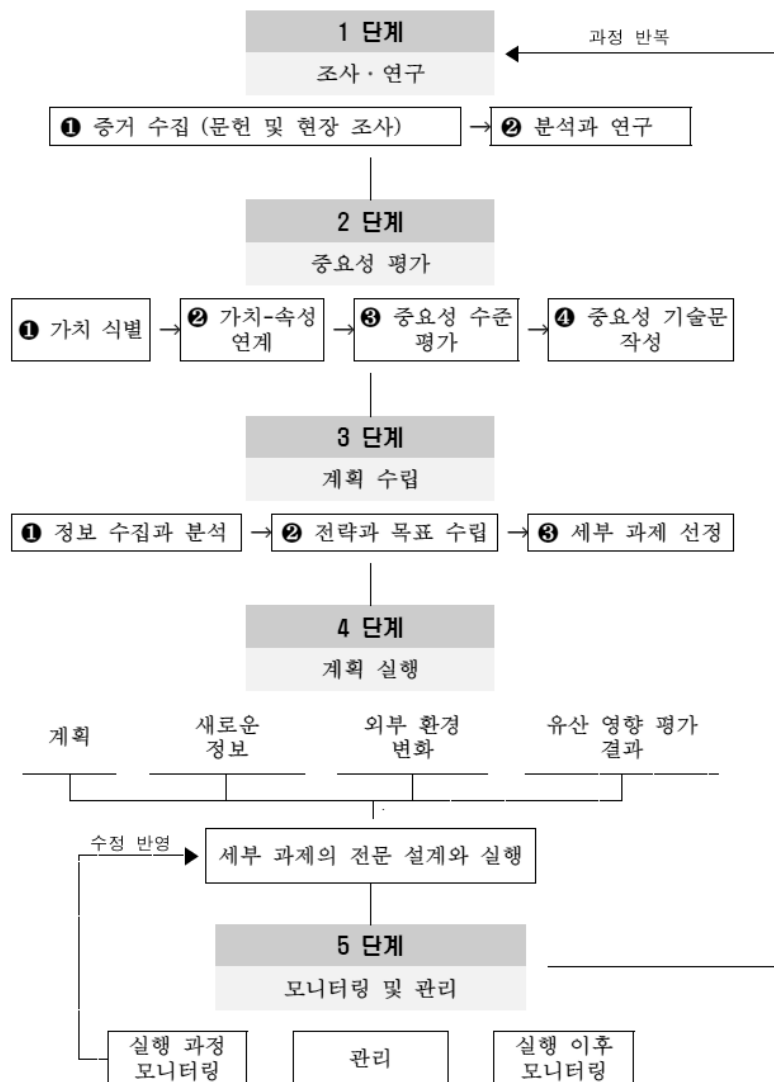 1 단계
과정 반복
조사 · 연구
❶ 증거 수집 (문헌 및 현장 조사) → ❷ 분석과 연구
2 단계
중요성 평가
❶ 가치 식별 → ❷ 가치-속성 연계 → ❸ 중요성 수준 평가 → ❹ 중요성 기술문 작성
3 단계
계획 수립
❶ 정보 수집과 분석 → ❷ 전략과 목표 수립 → ❸ 세부 과제 선정
4 단계
계획 실행
계획
새로운
정보
외부 환경
변화
유산 영향 평가
결과
수정 반영
세부 과제의 전문 설계와 실행
5 단계
모니터링 및 관리
실행 과정
모니터링
관리
실행 이후
모니터링